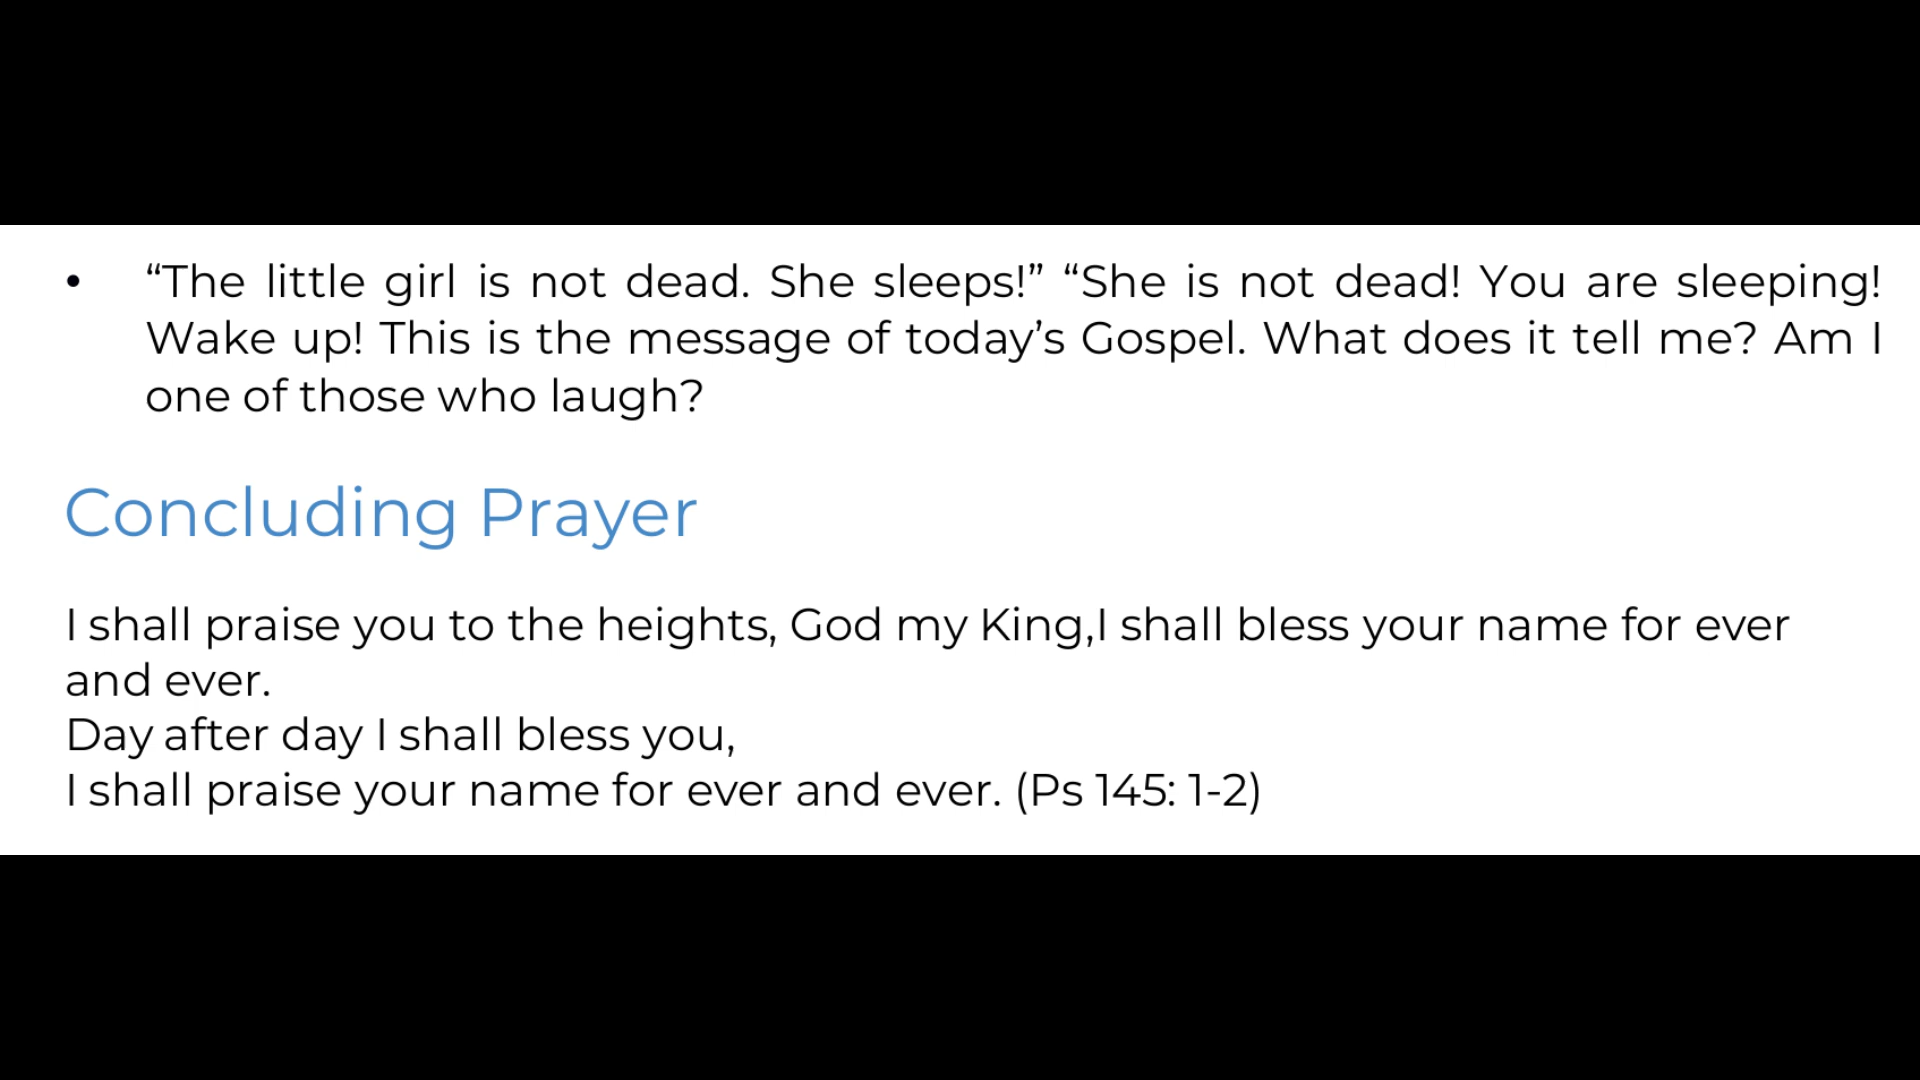 • “The little girl is not dead. She sleeps!” “She is not dead! You are sleeping!
Wake up! This is the message of today’s Gospel. What does it tell me? Am I
one of those who laugh?
Concluding Prayer
I shall praise you to the heights, God my King,I shall bless your name for ever
and ever.
Day after day I shall bless you,
I shall praise your name for ever and ever. (Ps 145: 1-2)